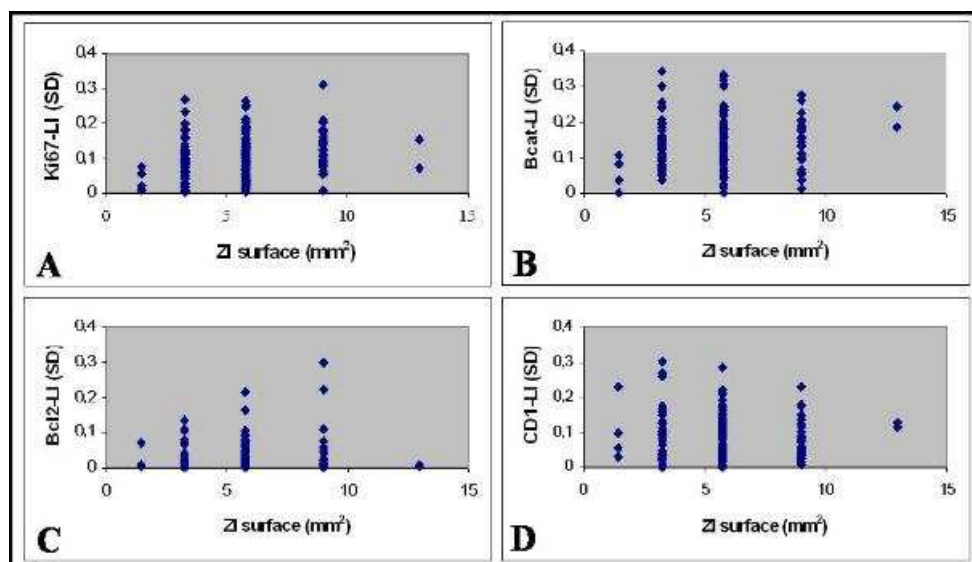 0,4
0,3
0,2
0,1
0
Ki67-LI (SD)
0 5 10 15
ZI surface (mm²)
A
0,4
0,3
0,2
0,1
0
Bcat-LI (SD)
0 5 10 15
ZI surface (mm²)
B
0,4
0,3
0,2
0,1
0
Bcl2-LI (SD)
0 5 10 15
ZI surface (mm²)
C
0,4
0,3
0,2
0,1
0
CD1-LI (SD)
0 5 10 15
ZI surface (mm²)
D